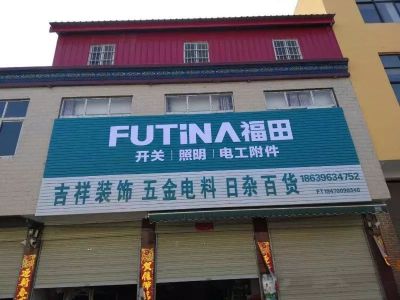 FUTINA福田
开关 | 照明 | 电工附件
吉祥装饰 五金电料 日杂百货 18639634752